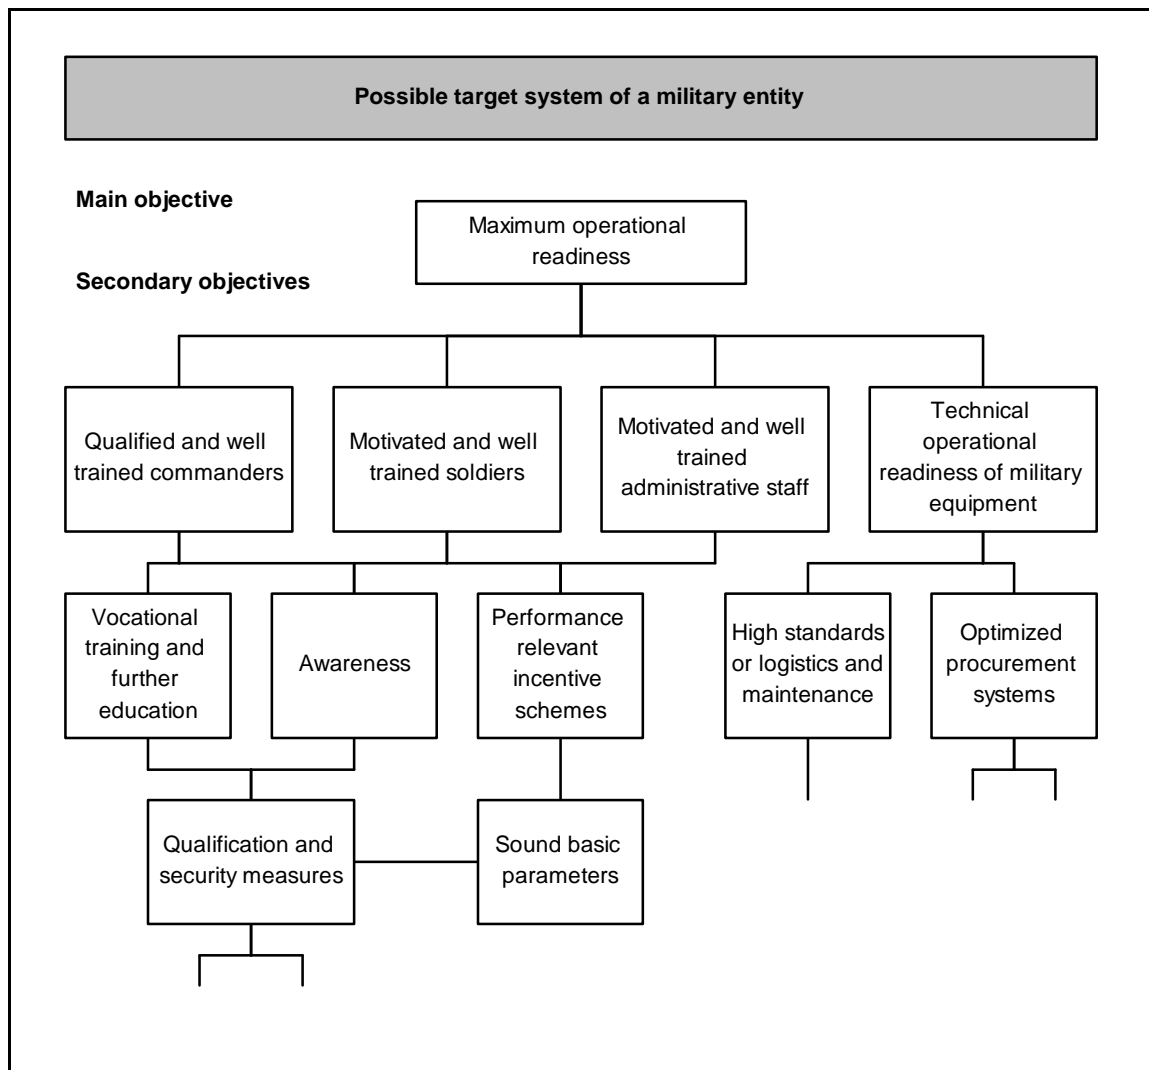 Possible target system of a military entity
Main objective
Maximum operational
readiness
Secondary objectives
Qualified and well
trained commanders
Motivated and well
trained soldiers
Motivated and well
trained
administrative staff
Technical
operational
readiness of military
equipment
Vocational
training and
further
education
Awareness
Performance
relevant
incentive
schemes
High standards
or logistics and
maintenance
Optimized
procurement
systems
Qualification and
security measures
Sound basic
parameters